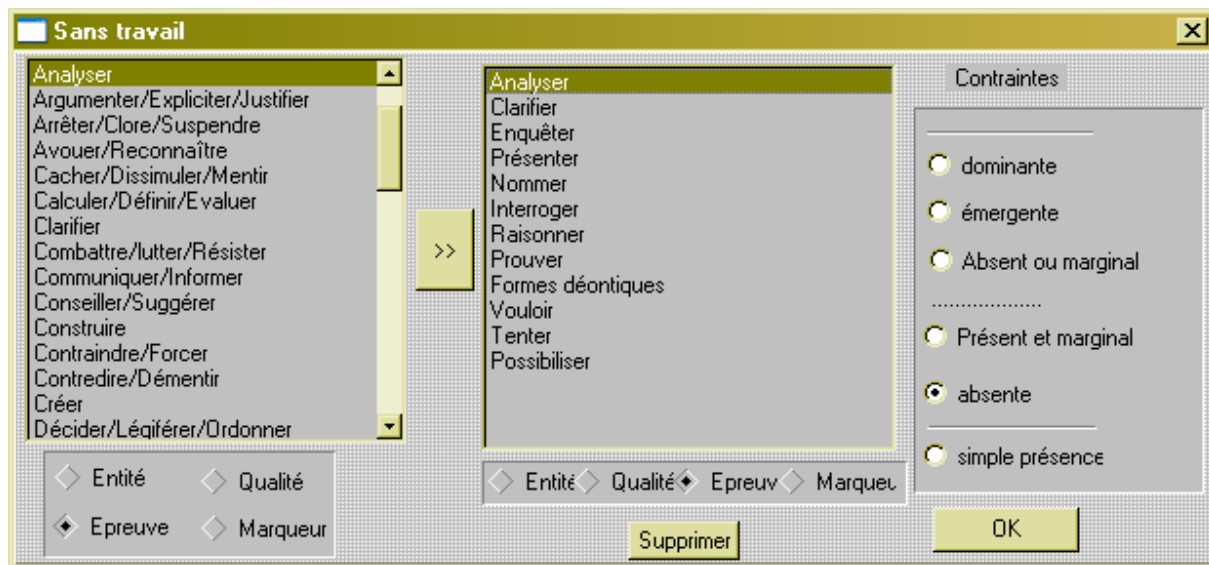 Sans travail
Analyser
Argumenter/Expliciter/Justifier
Arrêter/Clore/Suspendre
Avouer/Reconnaître
Cacher/Dissimuler/Mentir
Calculer/Définir/Evaluer
Clarifier
Combattre/lutter/Résister
Communiquer/Informer
Conseiller/Suggérer
Construire
Contraindre/Forcer
Contredire/Démentir
Créer
Décider/Légiférer/Ordonner
Entité
Qualité
Epreuve
Marqueur
>>
Analyser
Clarifier
Enquêter
Présenter
Nommer
Interroger
Raisonner
Prouver
Formes déontiques
Vouloir
Tenter
Possibiliser
Entité Qualité Epreuv Marqueu
Supprimer
Contraintes
dominante
émergente
Absent ou marginal
...................
Présent et marginal
absente
simple présence
OK